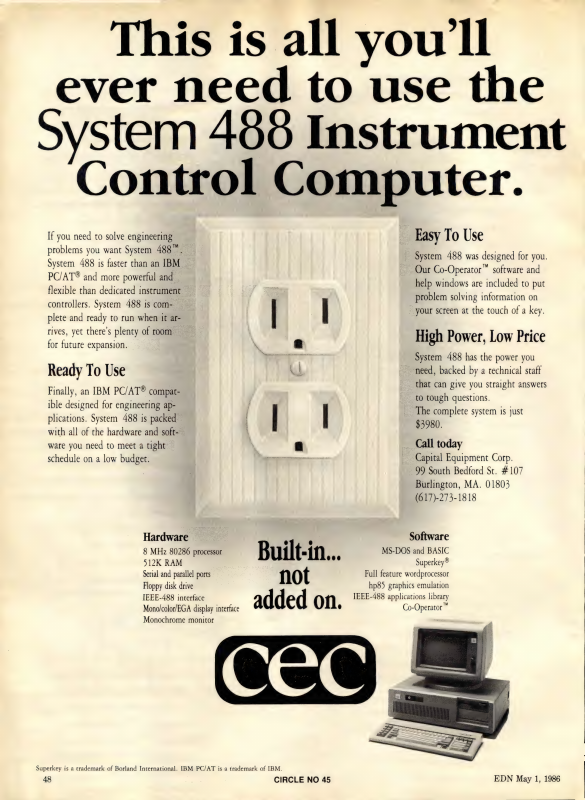 This is all you'll
ever need to use the
System 488 Instrument
Control Computer.
If you need to solve engineering
problems you want System 488™.
System 488 is faster than an IBM
PC/AT® and more powerful and
flexible than dedicated instrument
controllers. System 488 is com-
plete and ready to run when it ar-
rives, yet there's plenty of room
for future expansion.
Ready To Use
Finally, an IBM PC/AT® compat-
ible designed for engineering ap-
plications. System 488 is packed
with all of the hardware and soft-
ware you need to meet a tight
schedule on a low budget.
Easy To Use
System 488 was designed for you.
Our Co-Operator™ software and
help windows are included to put
problem solving information on
your screen at the touch of a key.
High Power, Low Price
System 488 has the power you
need, backed by a technical staff
that can give you straight answers
to tough questions.
The complete system is just
$3980.
Call today
Capital Equipment Corp.
99 South Bedford St. #107
Burlington, MA. 01803
(617)-273-1818
Hardware
8 MHz 80286 processor
512K RAM
Serial and parallel ports
Floppy disk drive
IEEE-488 interface
Mono/color/EGA display interface
Monochrome monitor
Built-in...
not
added on.
Software
MS-DOS and BASIC
Superkey®
Full feature wordprocessor
hp85 graphics emulation
IEEE-488 applications library
Co-Operator™
cec
Superkey is a trademark of Borland International. IBM PC/AT is a trademark of IBM.
48
CIRCLE NO 45
EDN May 1, 1986